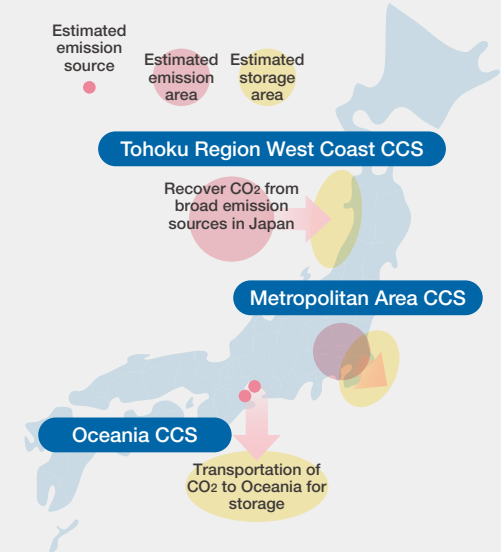 Estimated
emission
source
Estimated
emission
area
Estimated
storage
area
Tohoku Region West Coast CCS
Recover CO₂ from
broad emission
sources in Japan
Metropolitan Area CCS
Oceania CCS
Transportation of
CO₂ to Oceania for
storage